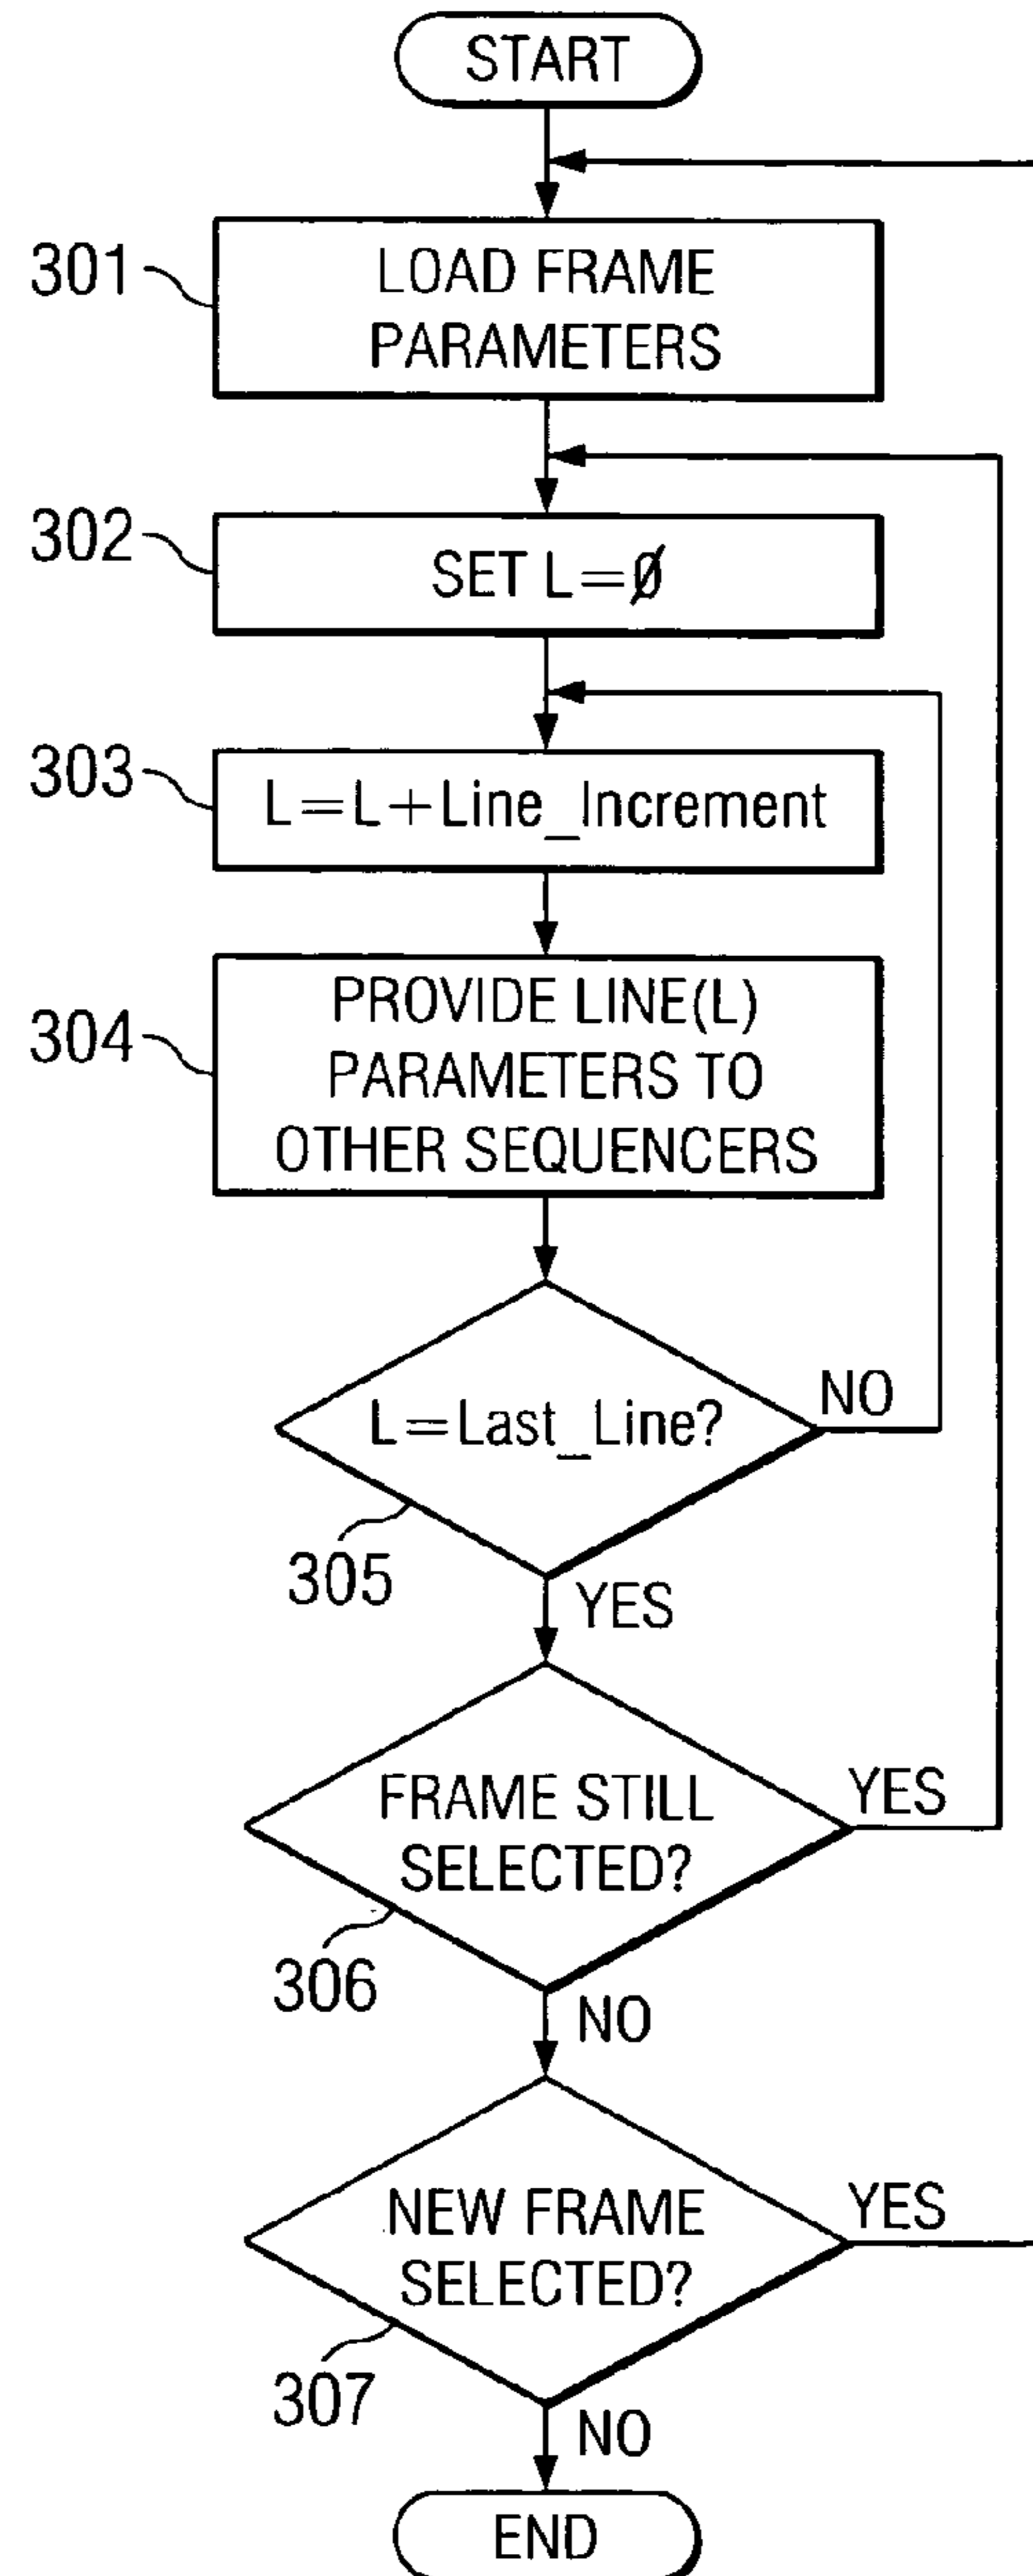 START
301
LOAD FRAME
PARAMETERS
302
SET L=Ø
303
L=L+Line_Increment
304
PROVIDE LINE(L)
PARAMETERS TO
OTHER SEQUENCERS
L=Last_Line?
NO
305
YES
FRAME STILL
SELECTED?
YES
306
NO
NEW FRAME
SELECTED?
YES
307
NO
END